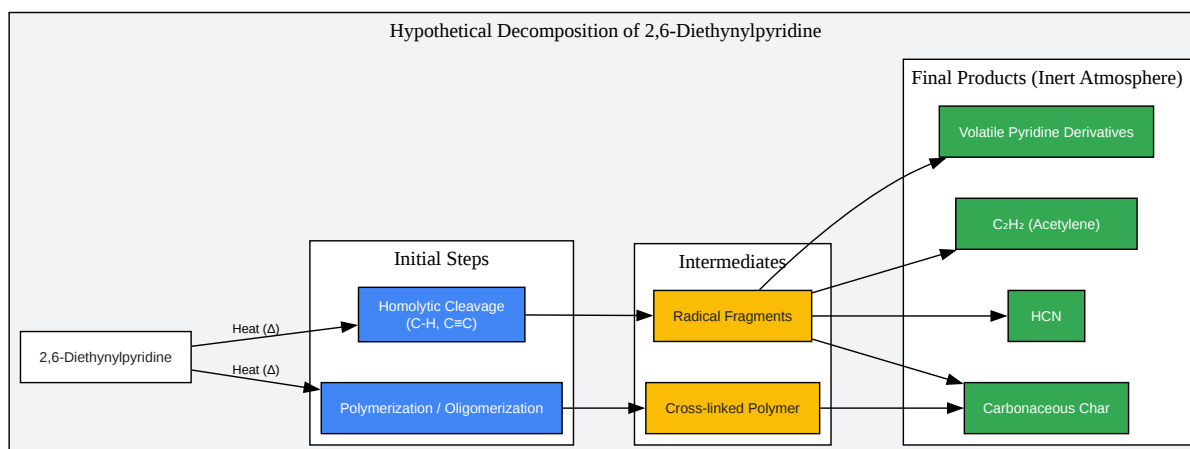 Hypothetical Decomposition of 2,6-Diethynylpyridine
Final Products (Inert Atmosphere)
Volatile Pyridine Derivatives
C₂H₂ (Acetylene)
Initial Steps
Intermediates
Homolytic Cleavage
(C-H, C≡C)
Radical Fragments
HCN
Heat (Δ)
2,6-Diethynylpyridine
Heat (Δ)
Polymerization / Oligomerization
Cross-linked Polymer
Carbonaceous Char